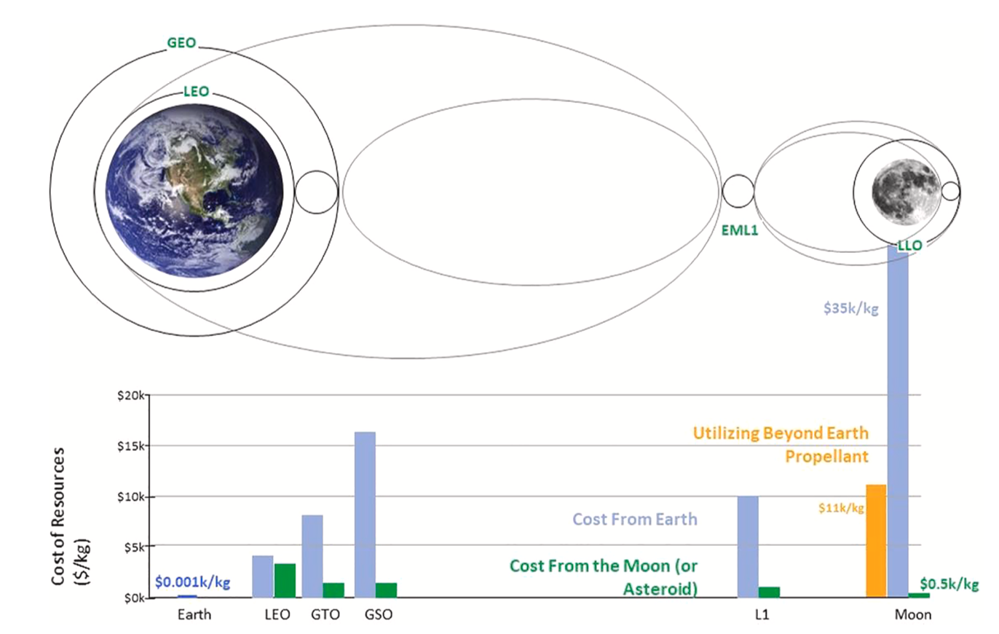 GEO
LEO
EML1
LLO
$35k/kg
$20k
Utilizing Beyond Earth
$15k
Propellant
$10k
$11k/kg
Cost From Earth
$5k
Cost From the Moon (or
Asteroid)
$0.001k/kg
$0.5k/kg
$0k
Cost of Resources
($/kg)
Earth
LEO
GTO
GSO
L1
Moon